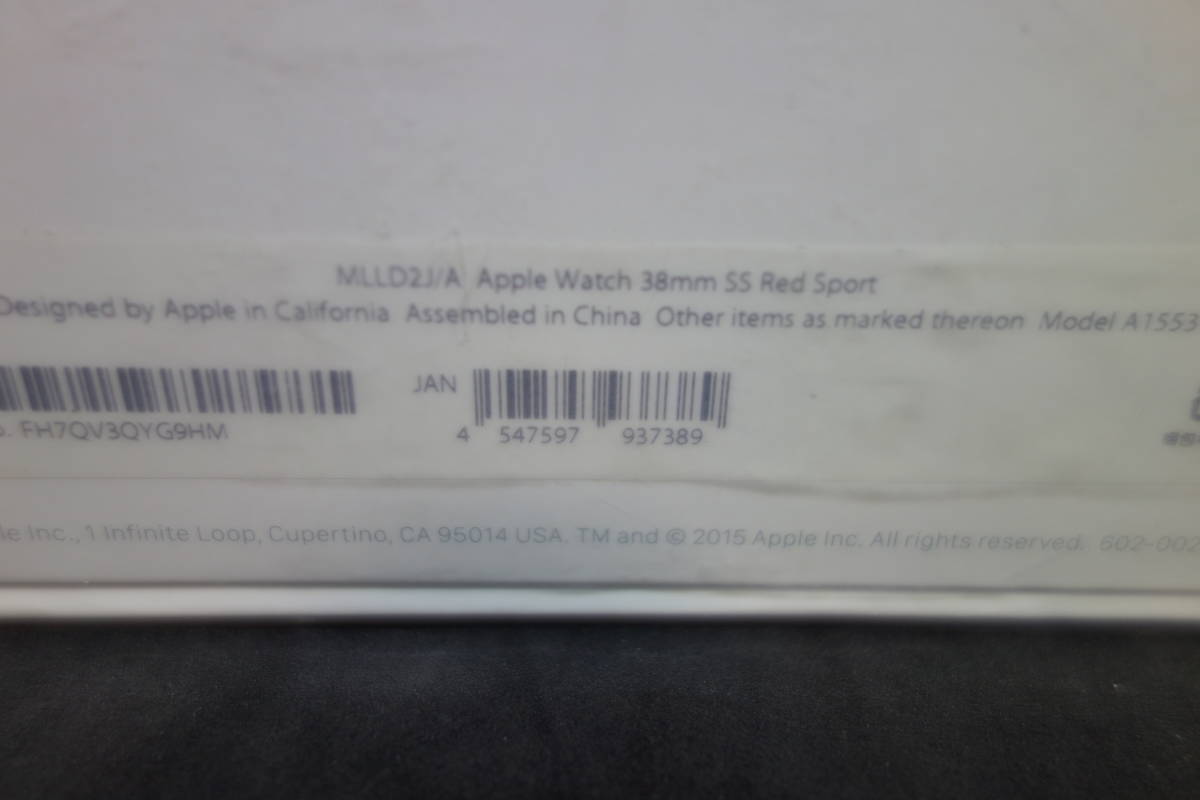 MLLD2J/A Apple Watch 38mm SS Red Sport
Designed by Apple in California Assembled in China Other items as marked thereon Model A1553
JAN
FH7QV3QYG9HM
4 547597 937389
Inc., 1 Infinite Loop, Cupertino, CA 95014 USA. TM and © 2015 Apple Inc. All rights reserved. 602-002